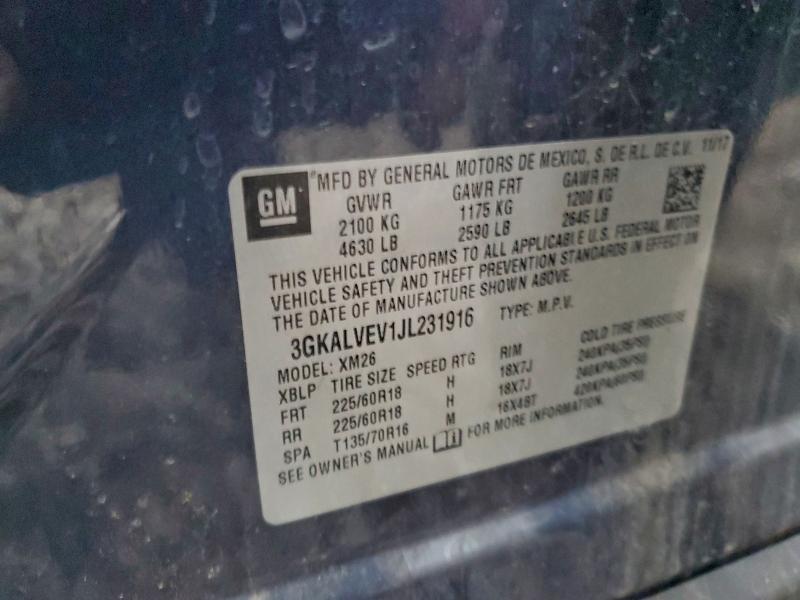 GM
MFD BY GENERAL MOTORS DE MEXICO, S. DE R.L. DE C.V. 11/17
GVWR GAWR FRT GAWR RR
2100 KG 1175 KG 1200 KG
4630 LB 2590 LB 2645 LB
THIS VEHICLE CONFORMS TO ALL APPLICABLE U.S. FEDERAL MOTOR
VEHICLE SAFETY AND THEFT PREVENTION STANDARDS IN EFFECT ON
THE DATE OF MANUFACTURE SHOWN ABOVE.
3GKALVEV1JL231916 TYPE: M.P.V.
MODEL: XM26
XBLP TIRE SIZE SPEED RTG RIM COLD TIRE PRESSURE
FRT 225/60R18 H 18X7J 240KPA(35PSI)
RR 225/60R18 H 18X7J 240KPA(35PSI)
SPA T135/70R16 M 16X4BT 420KPA(60PSI)
SEE OWNER'S MANUAL FOR MORE INFORMATION.